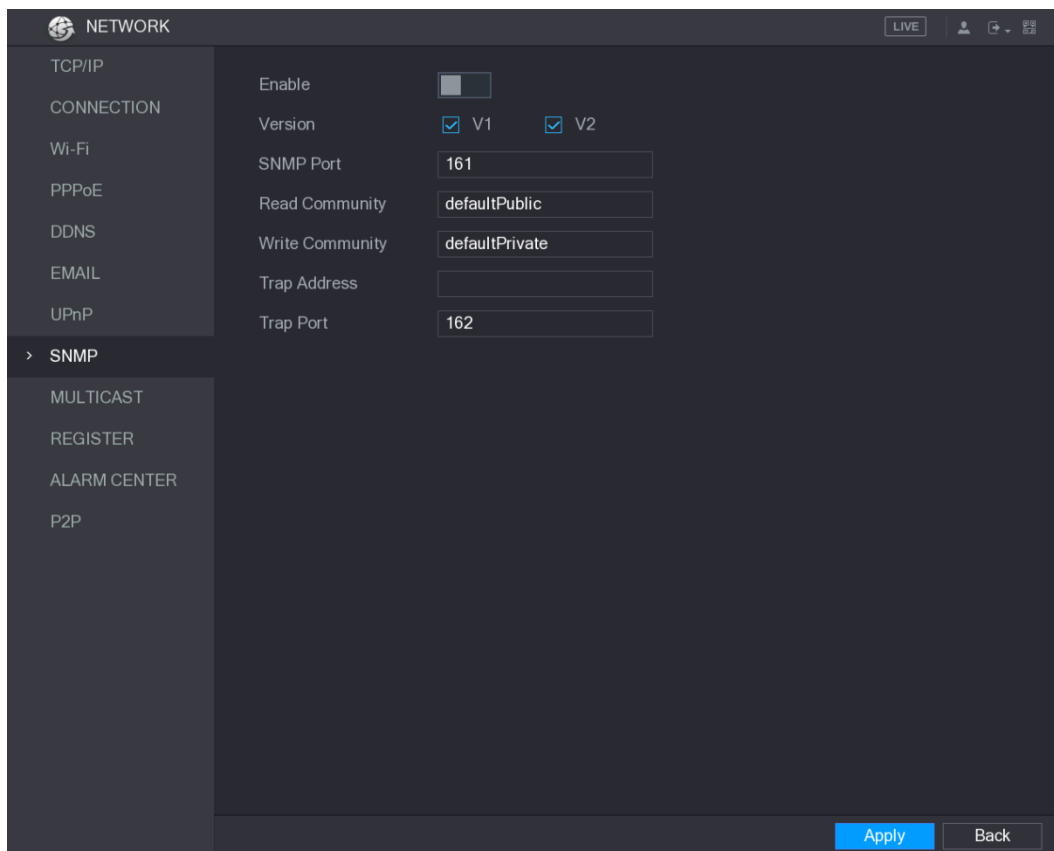 NETWORK
LIVE
TCP/IP
CONNECTION
Wi-Fi
PPPoE
DDNS
EMAIL
UPnP
SNMP
MULTICAST
REGISTER
ALARM CENTER
P2P
Enable
Version V1 V2
SNMP Port 161
Read Community defaultPublic
Write Community defaultPrivate
Trap Address
Trap Port 162
Apply Back